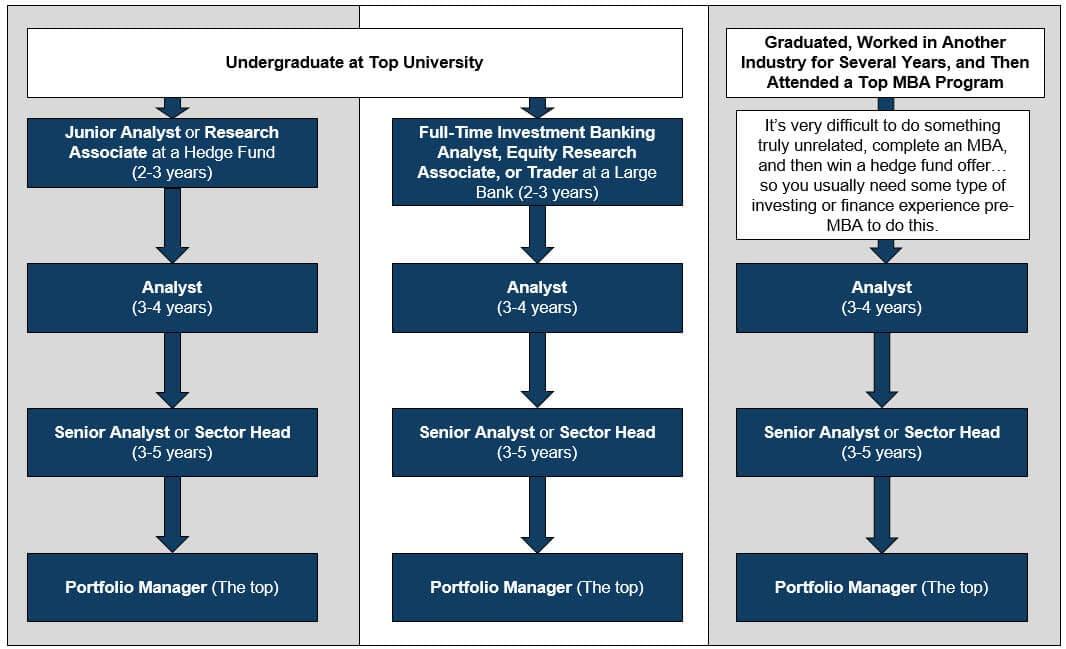 Undergraduate at Top University
Graduated, Worked in Another
Industry for Several Years, and Then
Attended a Top MBA Program
Junior Analyst or Research
Associate at a Hedge Fund
(2-3 years)
Full-Time Investment Banking
Analyst, Equity Research
Associate, or Trader at a Large
Bank (2-3 years)
It's very difficult to do something
truly unrelated, complete an MBA,
and then win a hedge fund offer…
so you usually need some type of
investing or finance experience pre-
MBA to do this.
Analyst
(3-4 years)
Analyst
(3-4 years)
Analyst
(3-4 years)
Senior Analyst or Sector Head
(3-5 years)
Senior Analyst or Sector Head
(3-5 years)
Senior Analyst or Sector Head
(3-5 years)
Portfolio Manager (The top)
Portfolio Manager (The top)
Portfolio Manager (The top)